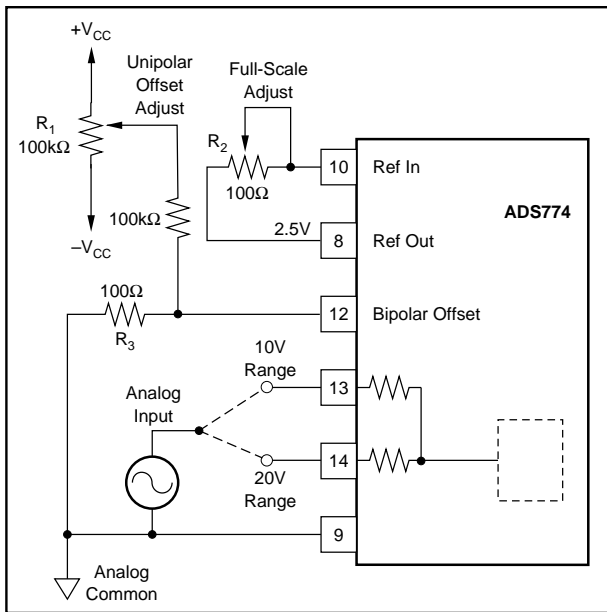 +VCC
Unipolar
Offset
Adjust
Full-Scale
Adjust
R1
100kΩ
R2
100Ω
10
Ref In
ADS774
100kΩ
2.5V
8
Ref Out
–VCC
100Ω
R3
12
Bipolar Offset
10V
Range
13
Analog
Input
14
20V
Range
9
Analog
Common